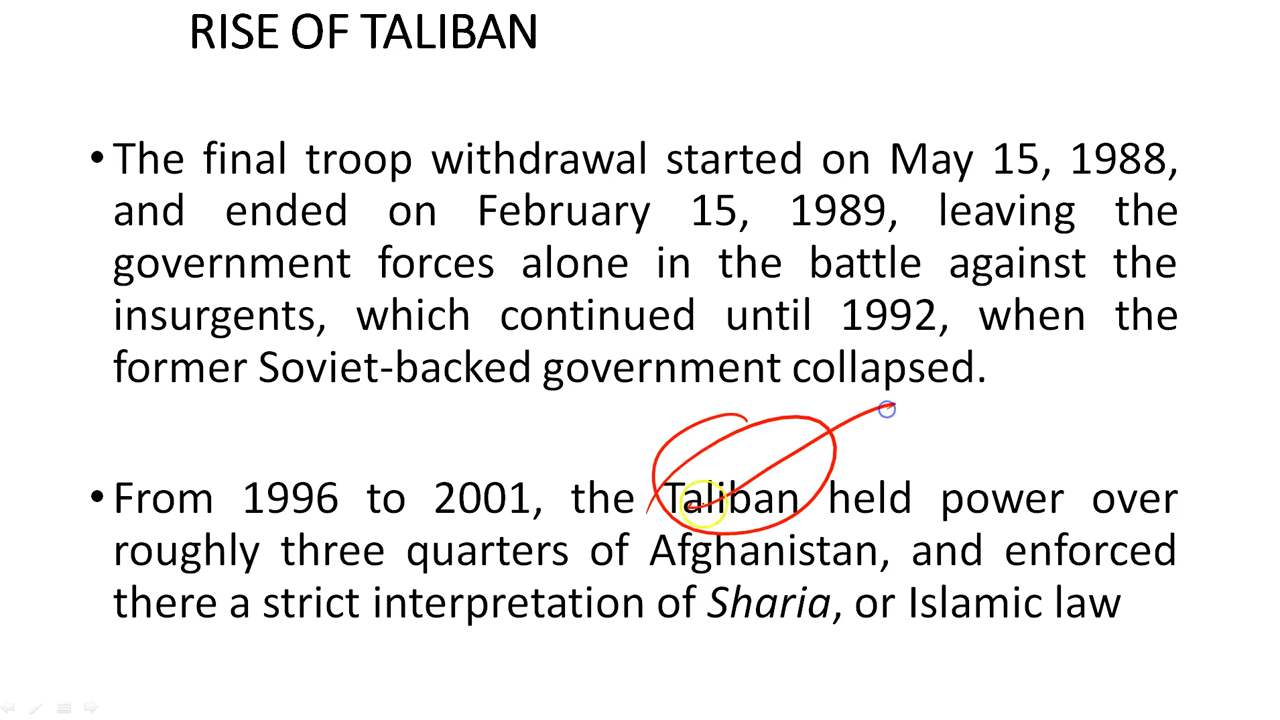 RISE OF TALIBAN
• The final troop withdrawal started on May 15, 1988,
and ended on February 15, 1989, leaving the
government forces alone in the battle against the
insurgents, which continued until 1992, when the
former Soviet-backed government collapsed.
• From 1996 to 2001, the Taliban held power over
roughly three quarters of Afghanistan, and enforced
there a strict interpretation of Sharia, or Islamic law